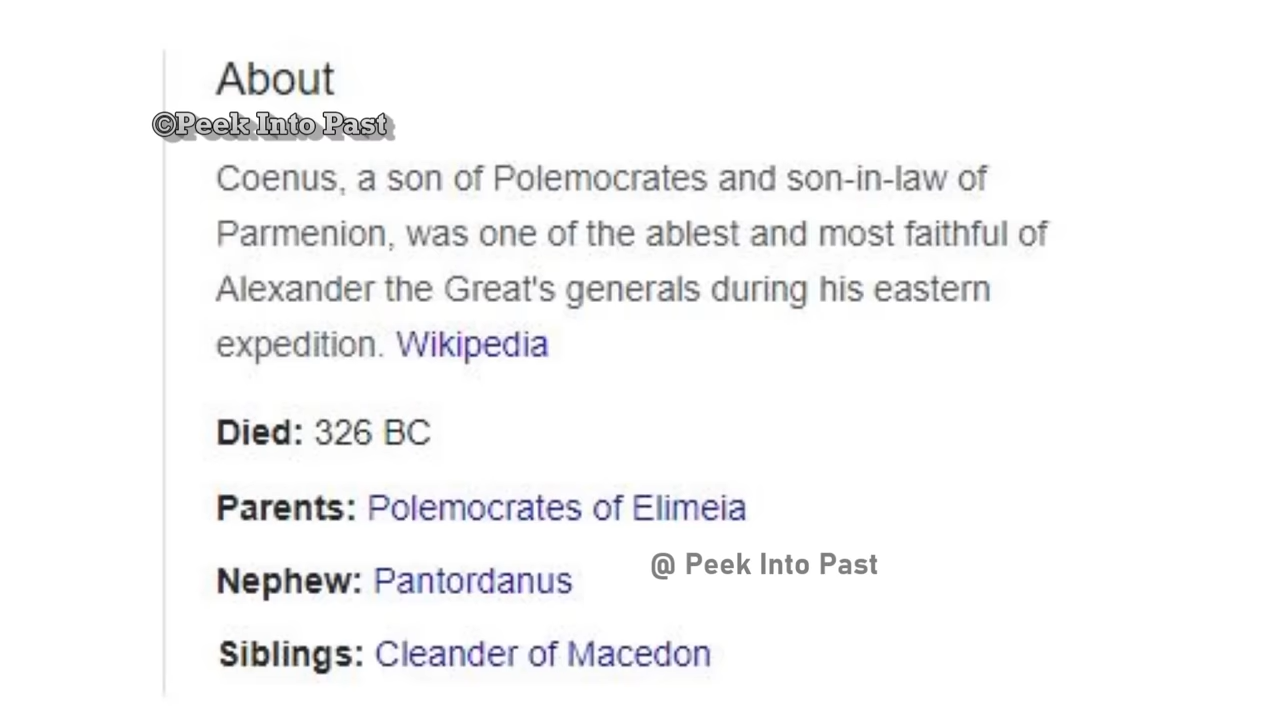 About
©Peek Into Past
Coenus, a son of Polemocrates and son-in-law of
Parmenion, was one of the ablest and most faithful of
Alexander the Great's generals during his eastern
expedition. Wikipedia
Died: 326 BC
Parents: Polemocrates of Elimeia
@ Peek Into Past
Nephew: Pantordanus
Siblings: Cleander of Macedon